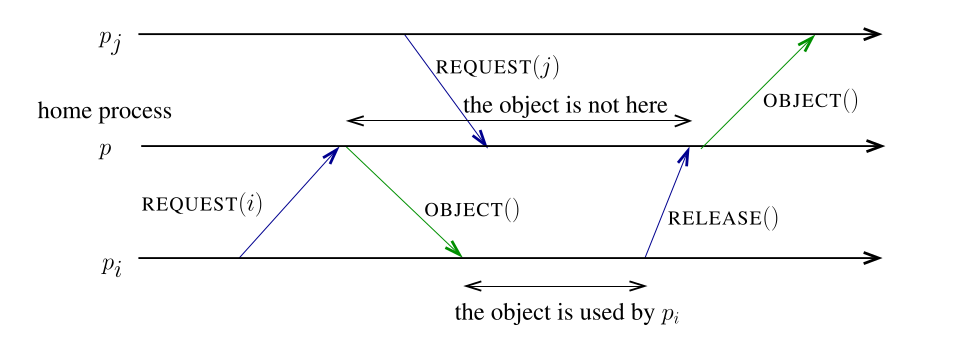 p_j
REQUEST(j)
the object is not here
OBJECT()
home process
p
REQUEST(i)
OBJECT()
RELEASE()
p_i
the object is used by p_i